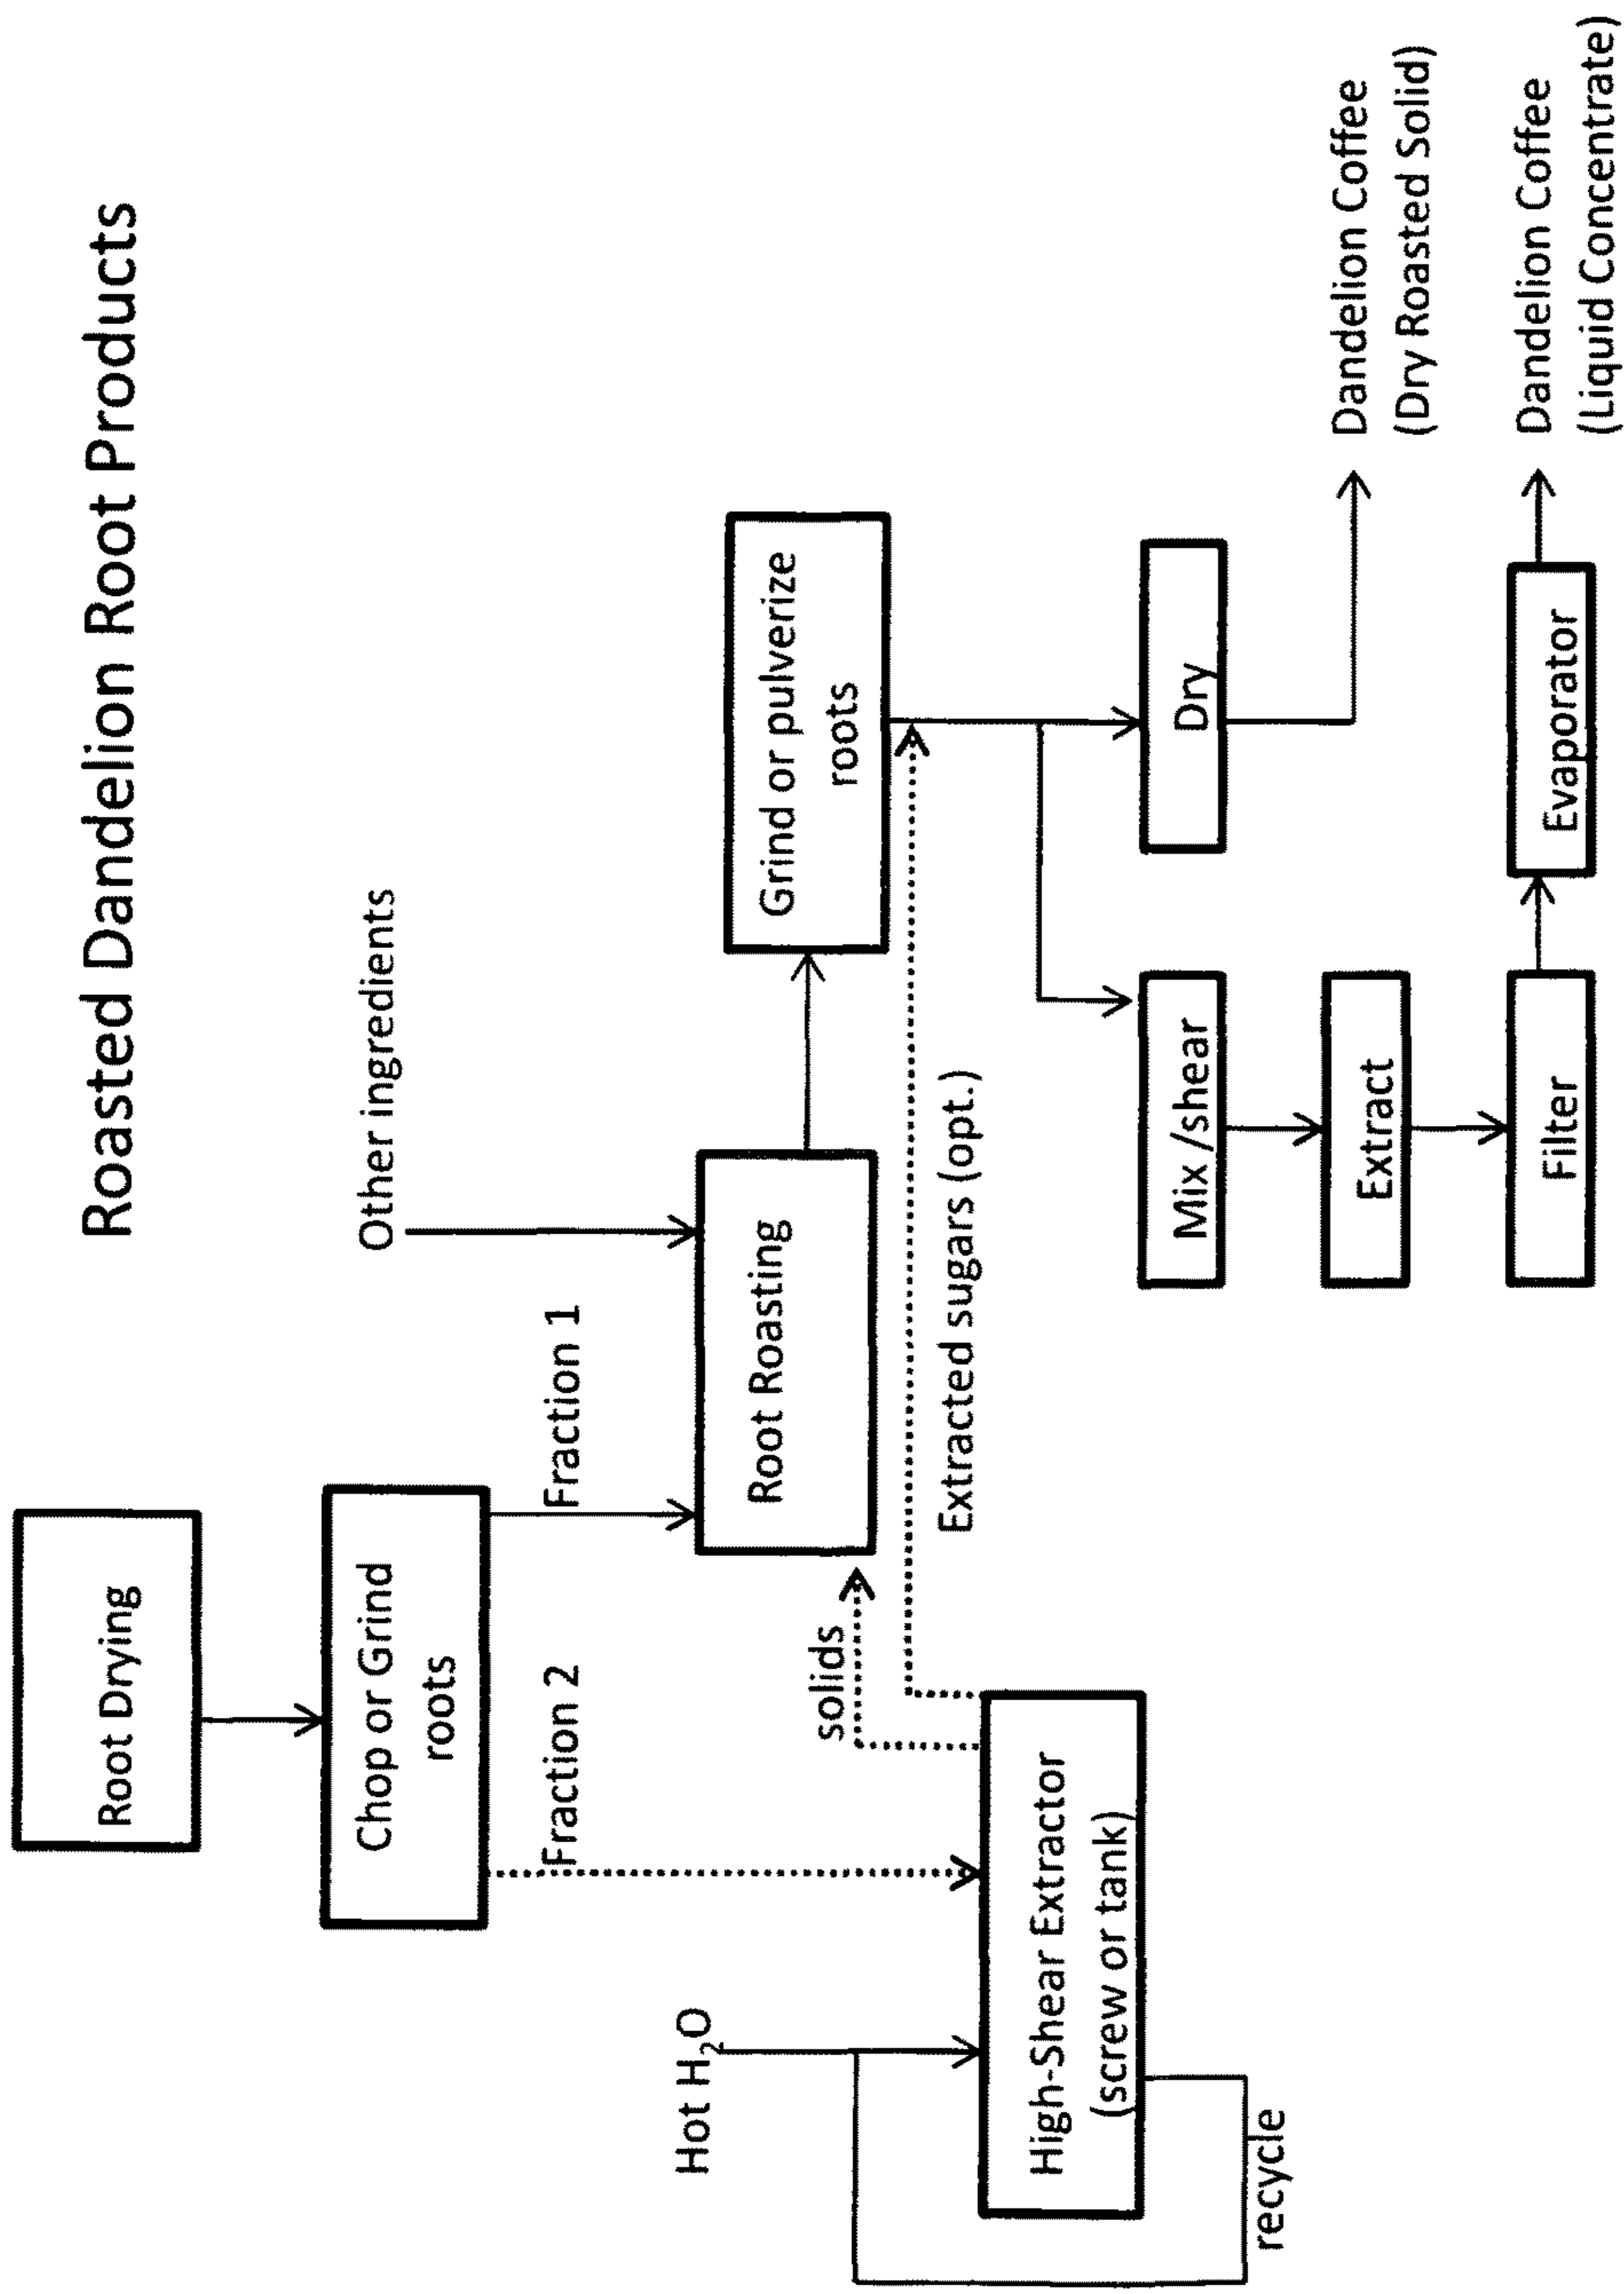 Roasted Dandelion Root Products
Root Drying
Chop or Grind
roots
Other ingredients
Fraction 2
Fraction 1
Hot H₂O
Root Roasting
Grind or pulverize
roots
solids
Extracted sugars (opt.)
High-Shear Extractor
(screw or tank)
recycle
Mix /shear
Dry
Extract
Dandelion Coffee
(Dry Roasted Solid)
Filter
Evaporator
Dandelion Coffee
(Liquid Concentrate)